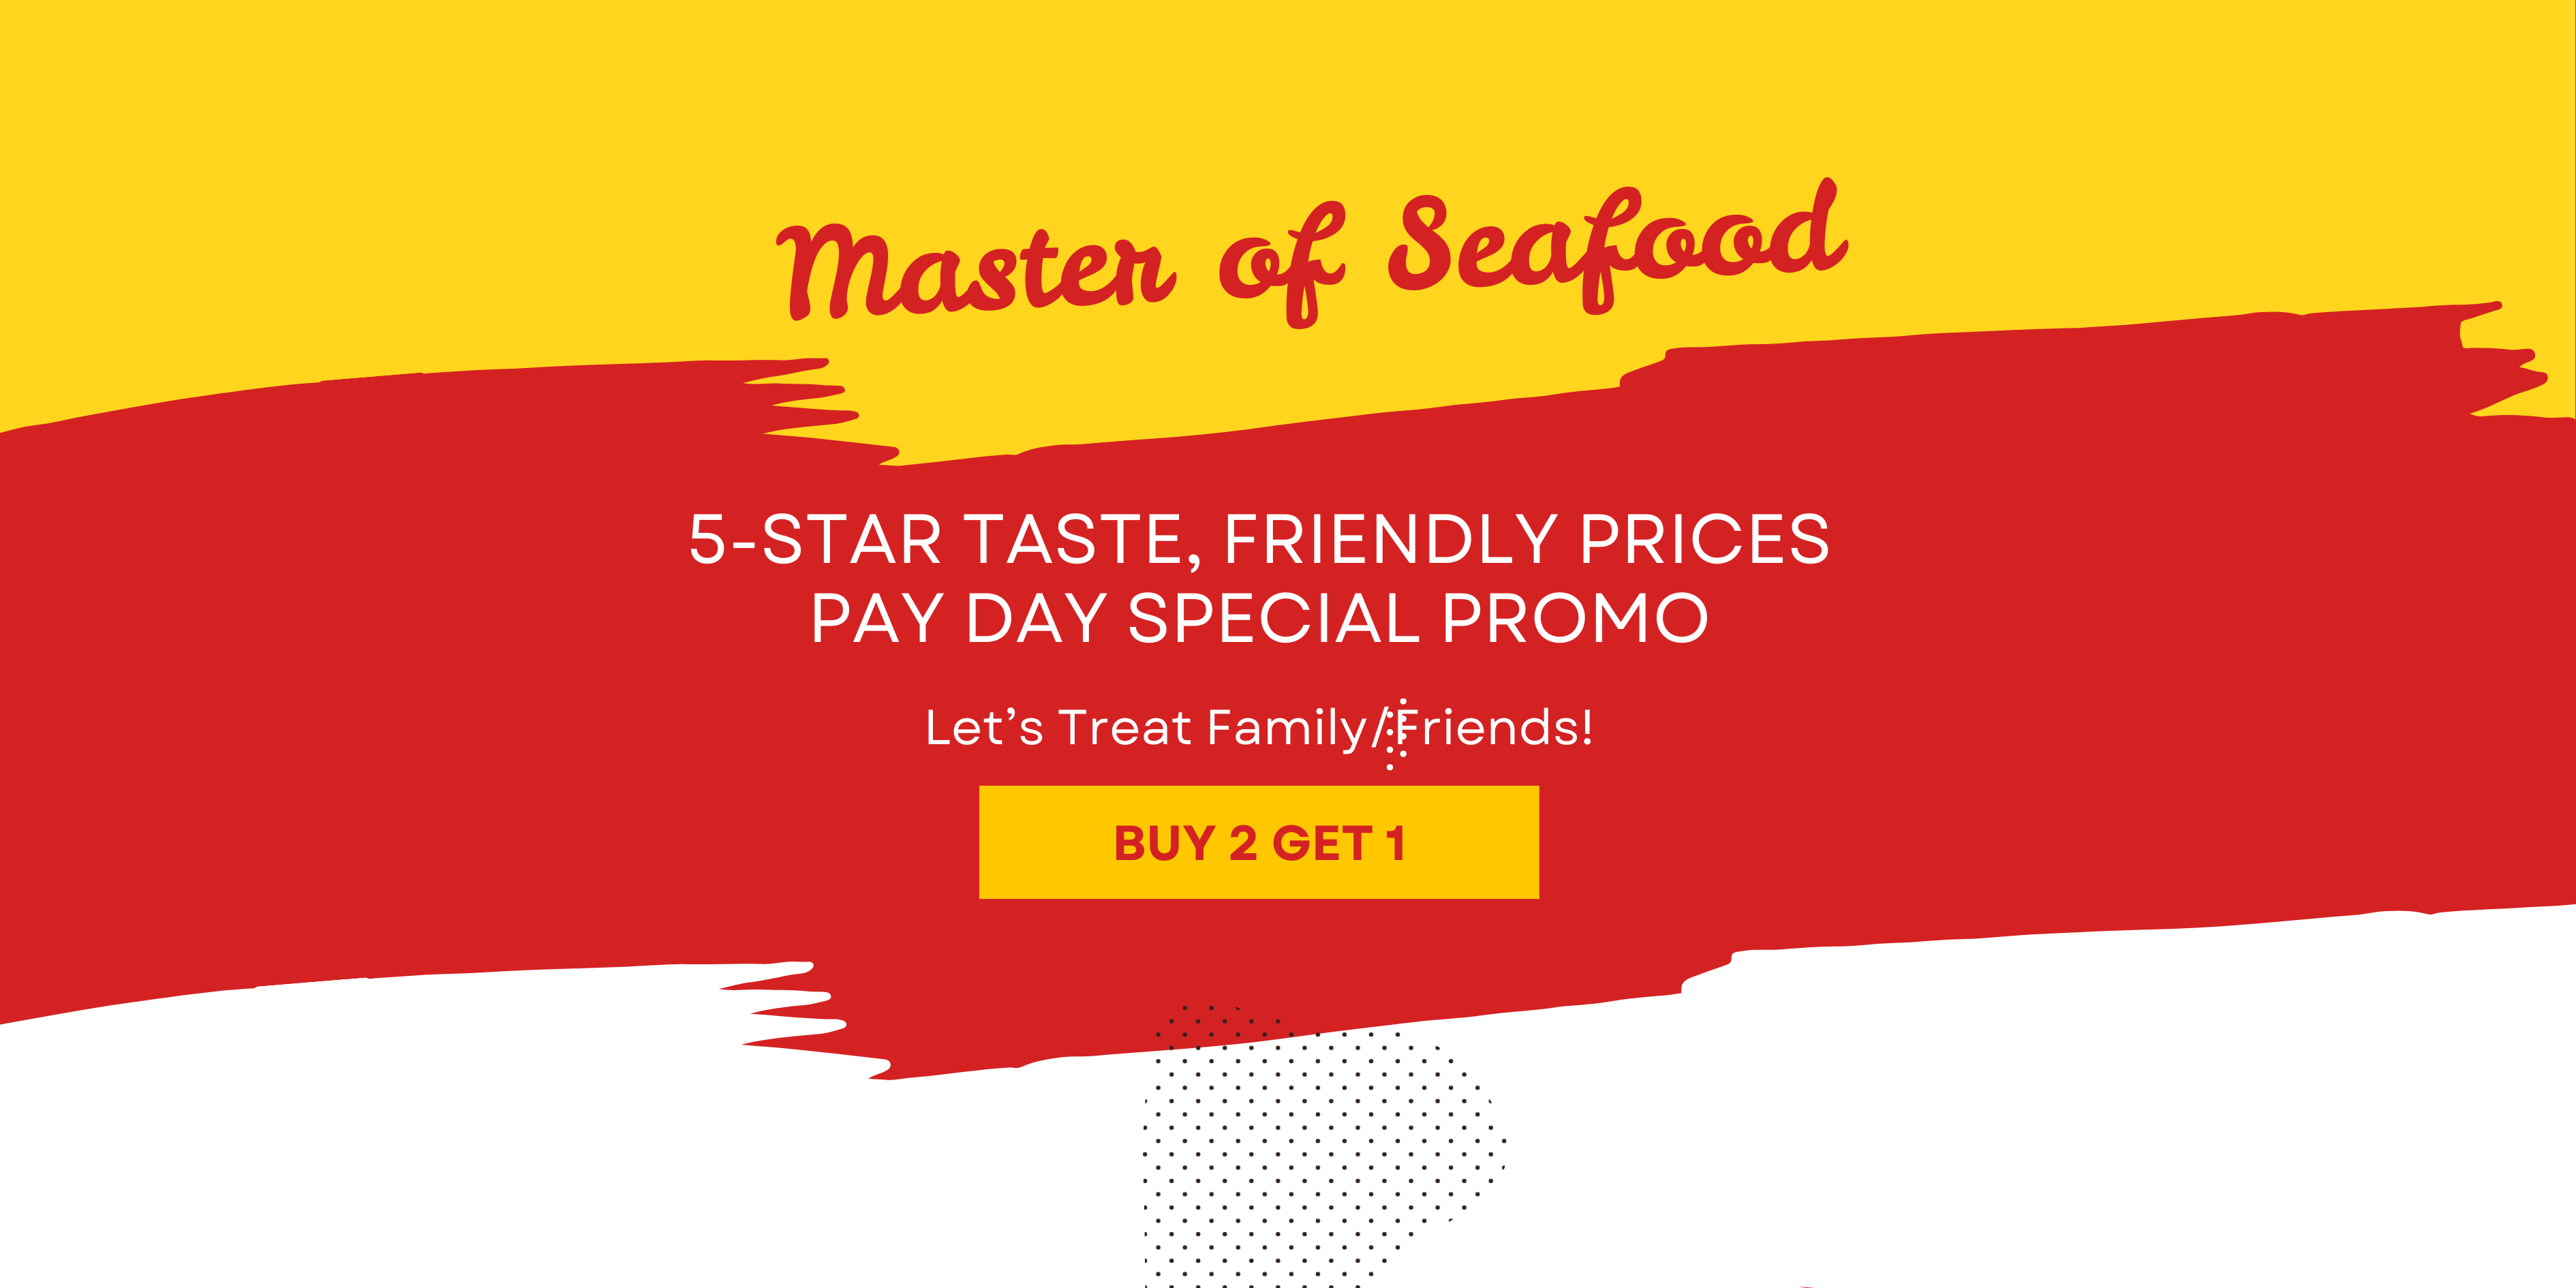 Master of Seafood
5-STAR TASTE, FRIENDLY PRICES
PAY DAY SPECIAL PROMO
Let’s Treat Family/Friends!
BUY 2 GET 1